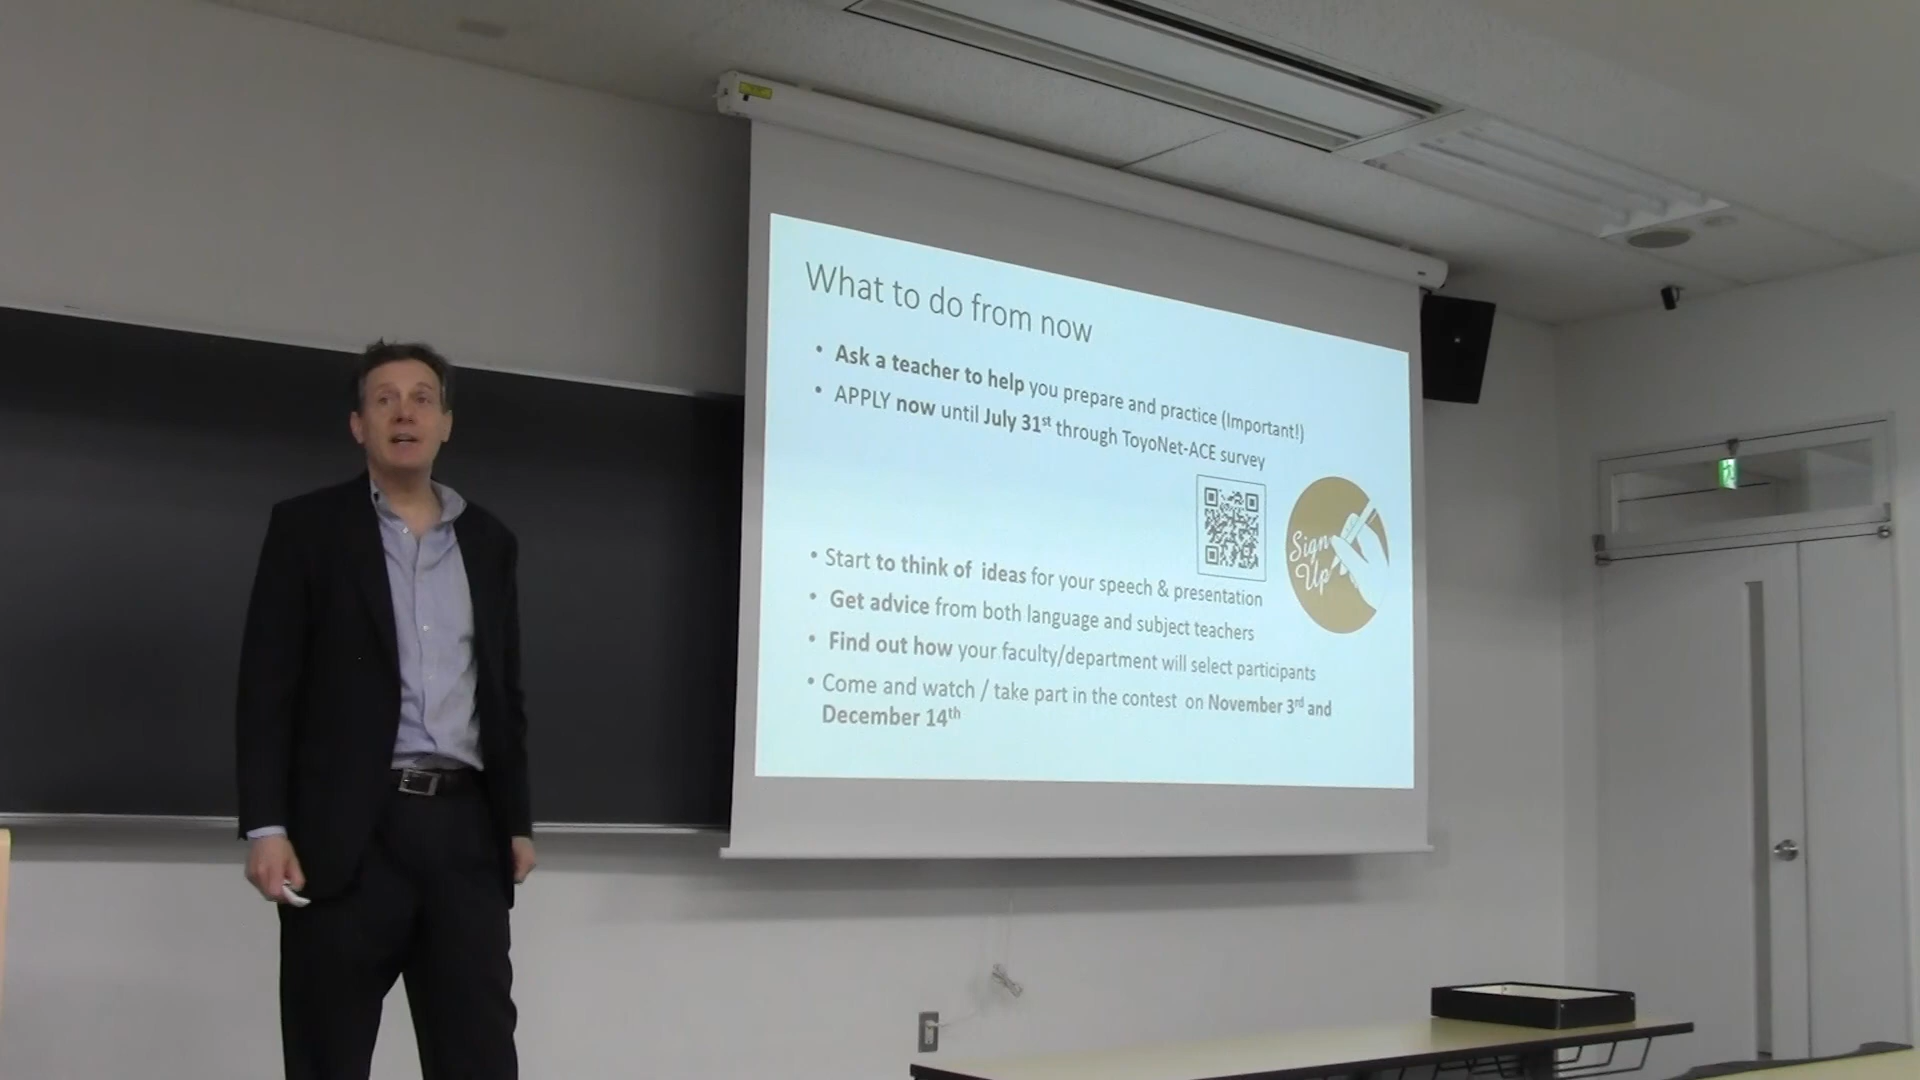 What to do from now
• Ask a teacher to help you prepare and practice (Important!)
• APPLY now until July 31st through ToyoNet-ACE survey
Sign
Up
• Start to think of ideas for your speech & presentation
• Get advice from both language and subject teachers
• Find out how your faculty/department will select participants
• Come and watch / take part in the contest on November 3rd and
December 14th